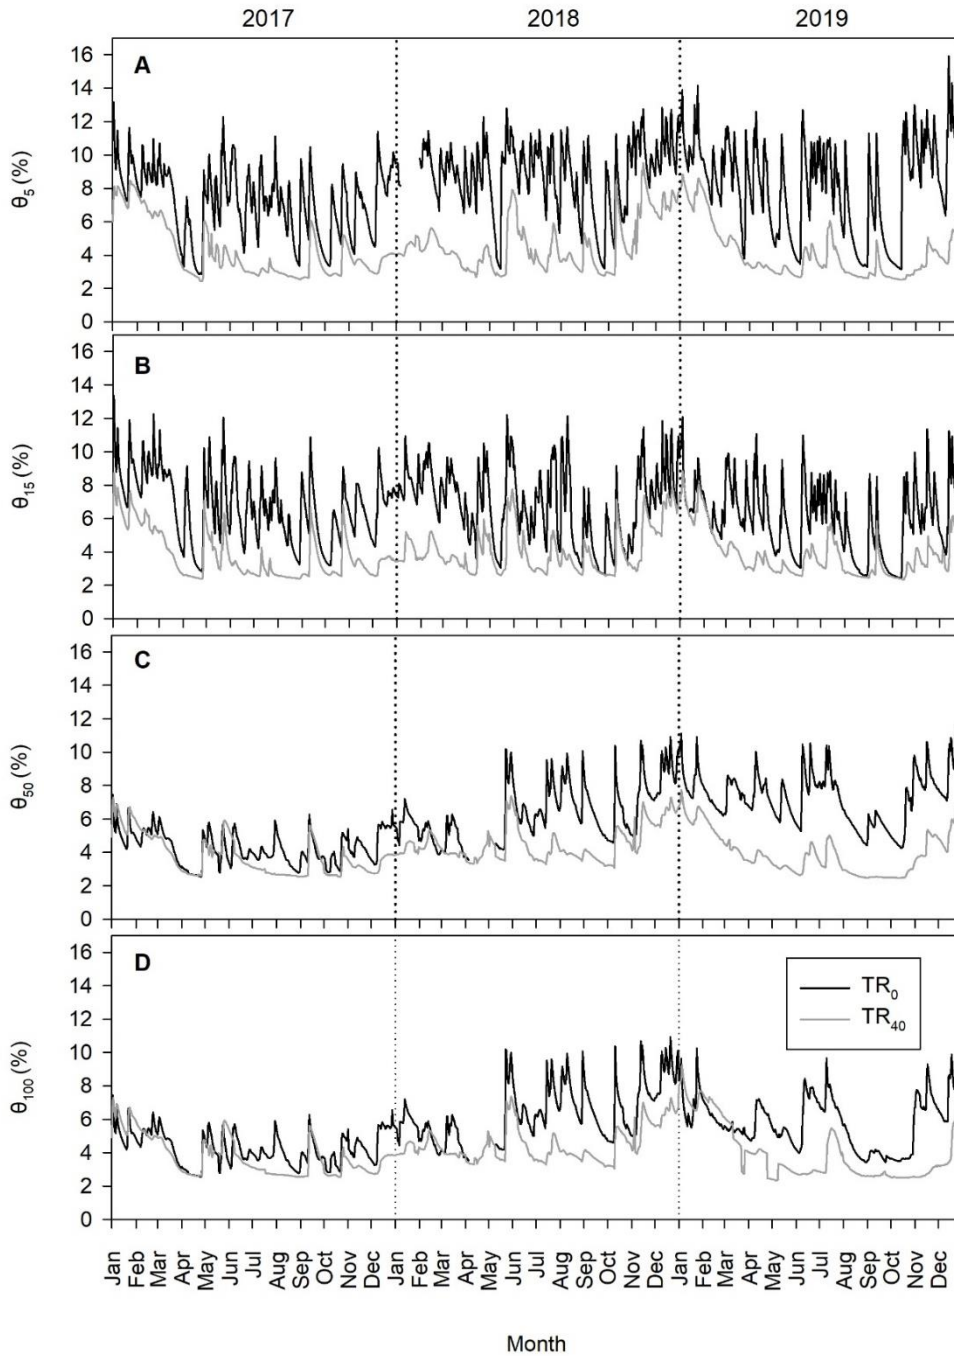 2017 2018 2019
A
θ5 (%)
16
14
12
10
8
6
4
2
0
B
θ15 (%)
16
14
12
10
8
6
4
2
0
C
θ50 (%)
16
14
12
10
8
6
4
2
0
D
θ100 (%)
16
14
12
10
8
6
4
2
0
TR0
TR40
Jan Feb Mar Apr May Jun Jul Aug Sep Oct Nov Dec Jan Feb Mar Apr May Jun Jul Aug Sep Oct Nov Dec Jan Feb Mar Apr May Jun Jul Aug Sep Oct Nov Dec
Month